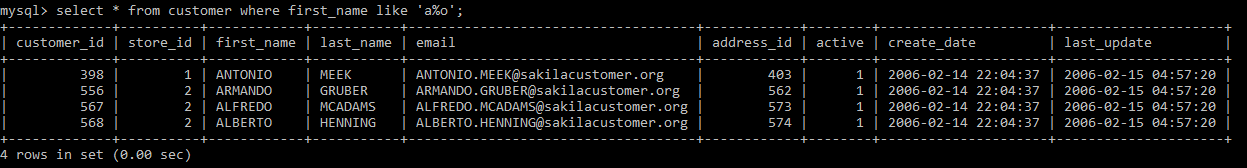 mysql> select * from customer where first_name like 'a%o';
+-------------+----------+------------+-----------+----------------------------------+------------+--------+---------------------+---------------------+
| customer_id | store_id | first_name | last_name | email                            | address_id | active | create_date         | last_update         |
+-------------+----------+------------+-----------+----------------------------------+------------+--------+---------------------+---------------------+
|         398 |        1 | ANTONIO    | MEEK      | ANTONIO.MEEK@sakilacustomer.org    |        403 |      1 | 2006-02-14 22:04:37 | 2006-02-15 04:57:20 |
|         556 |        2 | ARMANDO    | GRUBER    | ARMANDO.GRUBER@sakilacustomer.org  |        562 |      1 | 2006-02-14 22:04:37 | 2006-02-15 04:57:20 |
|         567 |        2 | ALFREDO    | MCADAMS   | ALFREDO.MCADAMS@sakilacustomer.org |        573 |      1 | 2006-02-14 22:04:37 | 2006-02-15 04:57:20 |
|         568 |        2 | ALBERTO    | HENNING   | ALBERTO.HENNING@sakilacustomer.org |        574 |      1 | 2006-02-14 22:04:37 | 2006-02-15 04:57:20 |
+-------------+----------+------------+-----------+----------------------------------+------------+--------+---------------------+---------------------+
4 rows in set (0.00 sec)